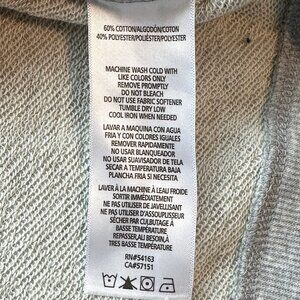 60% COTTON/ALGODÓN/COTON
40% POLYESTER/POLIÉSTER/POLYESTER
MACHINE WASH COLD WITH
LIKE COLORS ONLY
REMOVE PROMPTLY
DO NOT BLEACH
DO NOT USE FABRIC SOFTENER
TUMBLE DRY LOW
COOL IRON WHEN NEEDED
LAVAR A MAQUINA CON AGUA
FRIA Y CON COLORES IGUALES
REMOVER RAPIDAMENTE
NO USAR BLANQUEADOR
NO USAR SUAVISADOR DE TELA
SECAR A TEMPERATURA BAJA
PLANCHA FRIA SI NECESITA
LAVER À LA MACHINE À L'EAU FROIDE
SORTIR IMMÉDIATEMENT
NE PAS UTILISER DE JAVELLISANT
NE PAS UTILISER D'ASSOUPLISSEUR
SÉCHER PAR CULBUTAGE À
BASSE TEMPÉRATURE
REPASSER, AU BESOIN, À
TRÈS BASSE TEMPÉRATURE
RN#54163
CA#57151